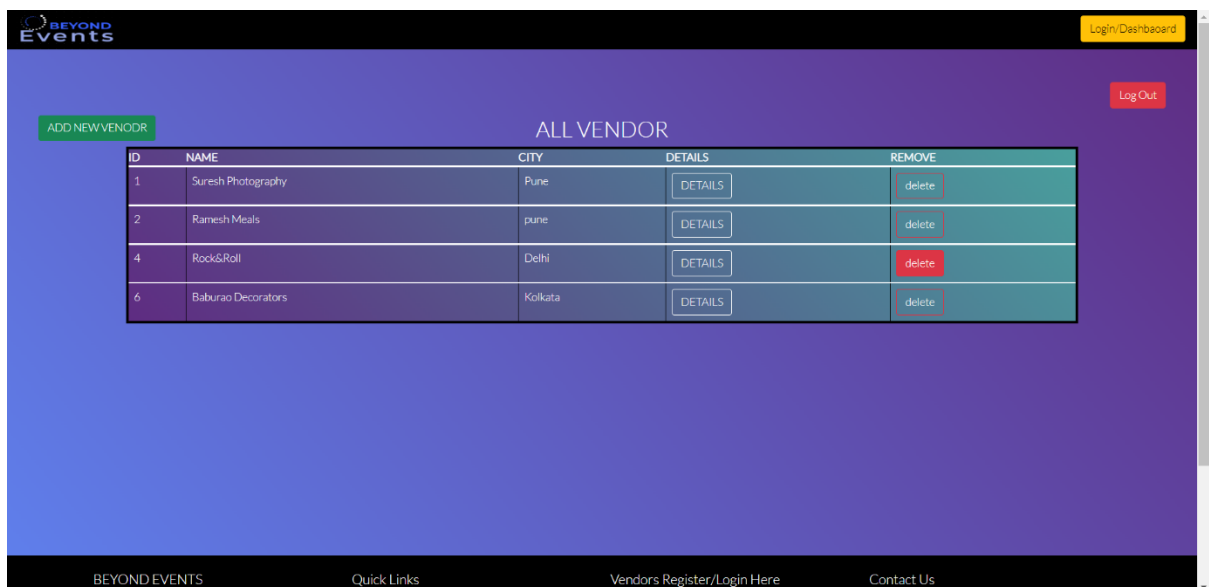 BEYOND
Events
Login/Dashbaoard
Log Out
ADD NEW VENODR
ALL VENDOR
ID NAME CITY DETAILS REMOVE
1 Suresh Photography Pune DETAILS delete
2 Ramesh Meals pune DETAILS delete
4 Rock&Roll Delhi DETAILS delete
6 Baburao Decorators Kolkata DETAILS delete
BEYOND EVENTS Quick Links Vendors Register/Login Here Contact Us